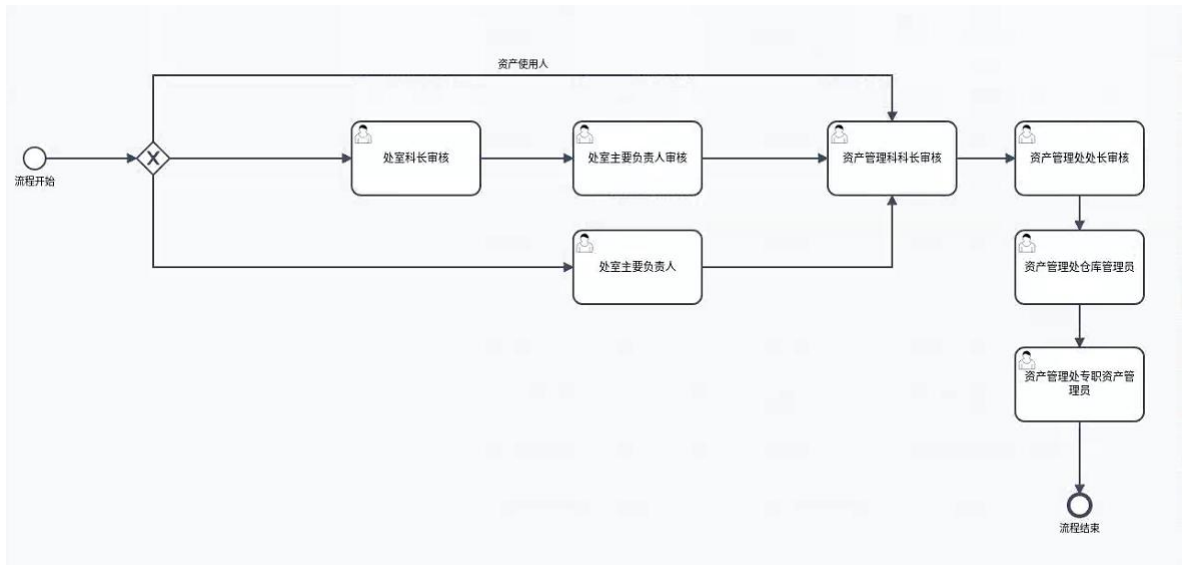 资产使用人
流程开始
处室科长审核
处室主要负责人审核
资产管理科科长审核
资产管理处处长审核
处室主要负责人
资产管理处仓库管理员
资产管理处专职资产管
理员
流程结束